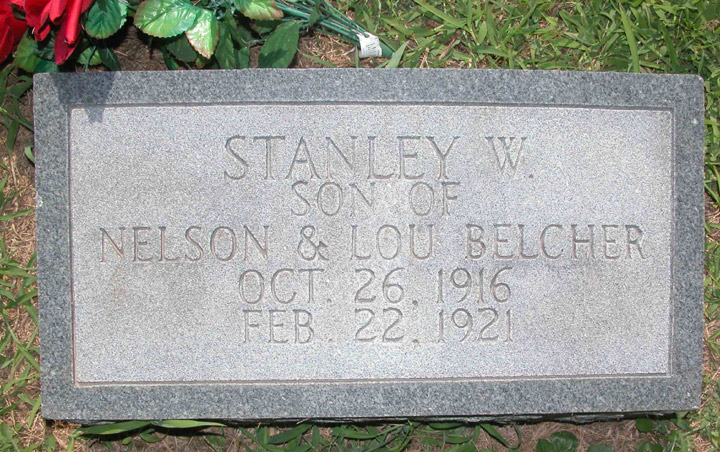 STANLEY W.
SON OF
NELSON & LOU BELCHER
OCT. 26, 1916
FEB. 22, 1921